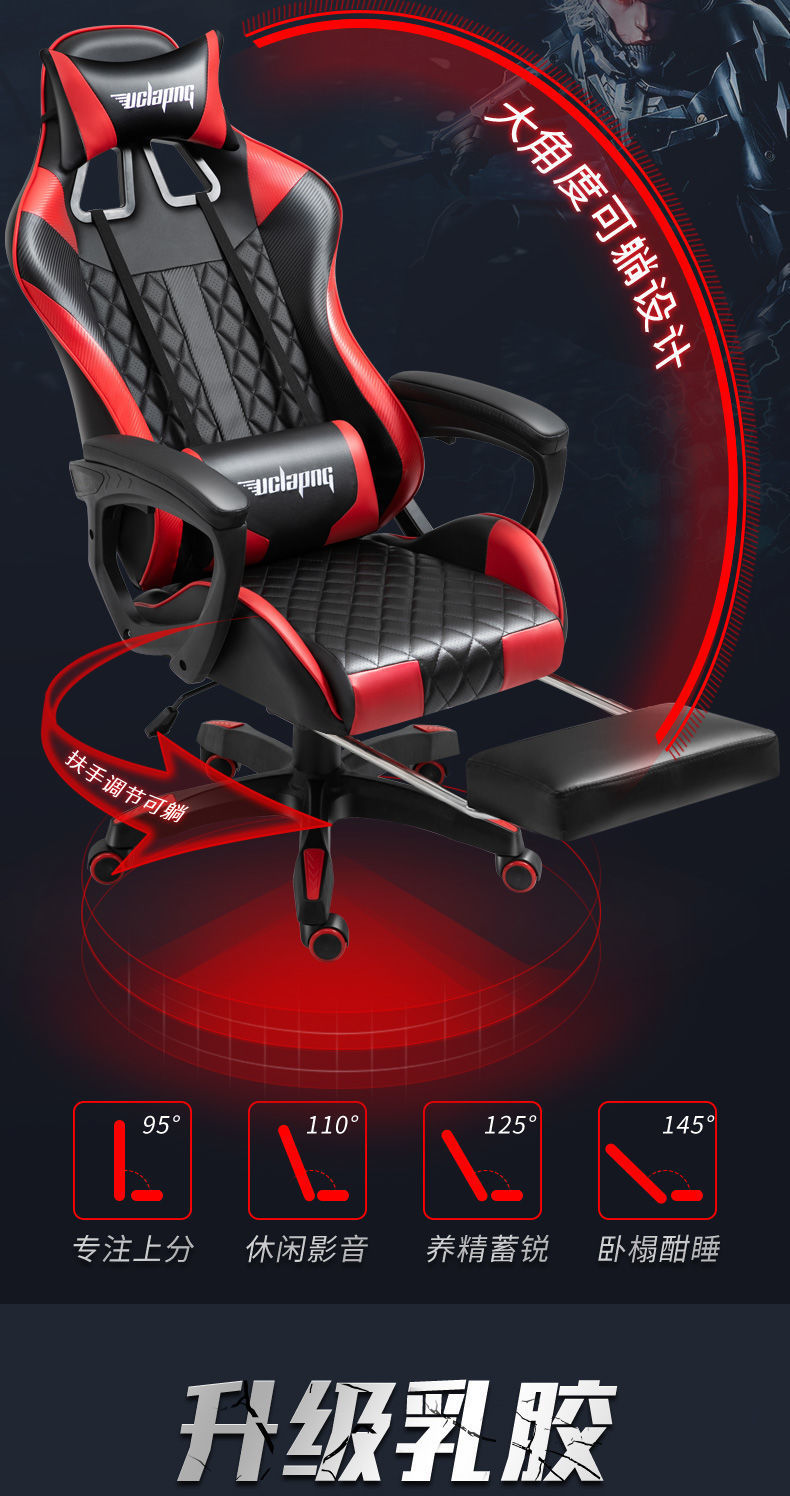 uclapng
大角度可躺设计
uclapng
扶手调节可躺
95°
110°
125°
145°
专注上分
休闲影音
养精蓄锐
卧榻酣睡
升级乳胶